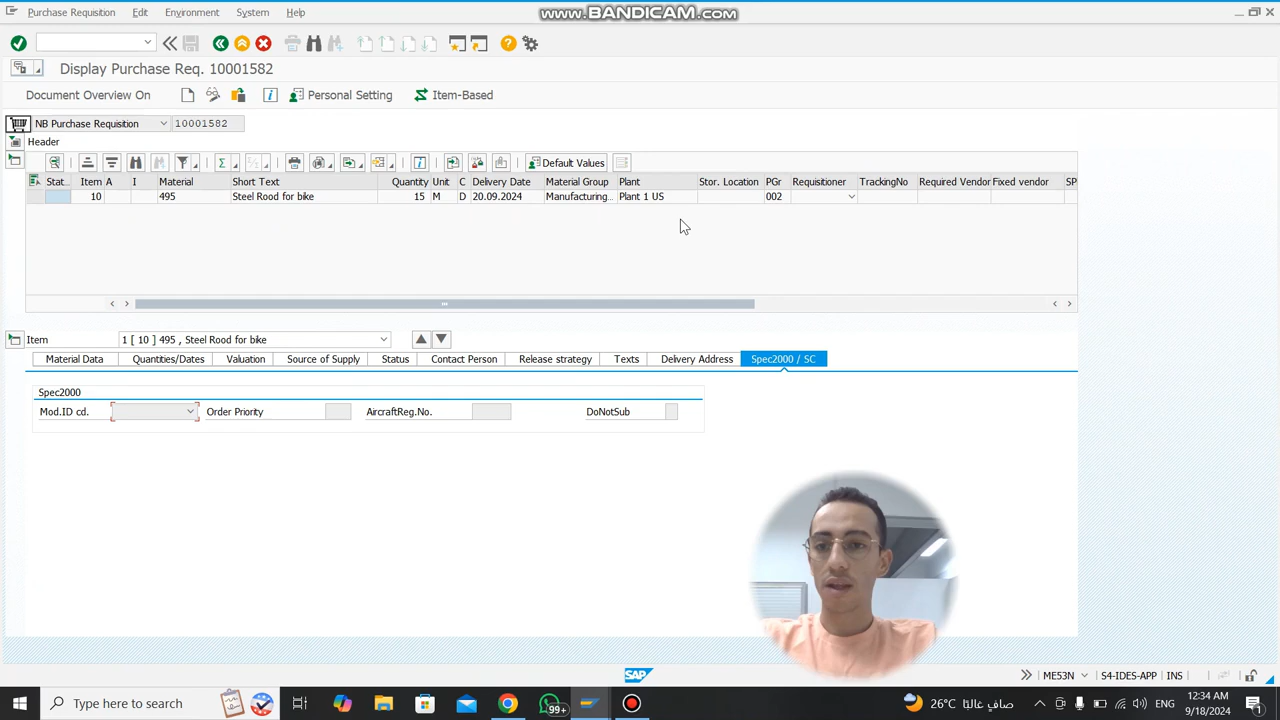 Purchase Requisition Edit Environment System Help
www.BANDICAM.com
Display Purchase Req. 10001582
Document Overview On Personal Setting Item-Based
NB Purchase Requisition 10001582
Header
Default Values
Stat... Item A I Material Short Text Quantity Unit C Delivery Date Material Group Plant Stor. Location PGr Requisitioner TrackingNo Required Vendor Fixed vendor SP
10 495 Steel Rood for bike 15 M D 20.09.2024 Manufacturing... Plant 1 US 002
Item 1 [ 10 ] 495 , Steel Rood for bike
Material Data Quantities/Dates Valuation Source of Supply Status Contact Person Release strategy Texts Delivery Address Spec2000 / SC
Spec2000
Mod.ID cd. Order Priority AircraftReg.No. DoNotSub
SAP ME53N S4-IDES-APP INS
Type here to search 99+ 26°C صافٍ غالبًا ENG 12:34 AM
9/18/2024